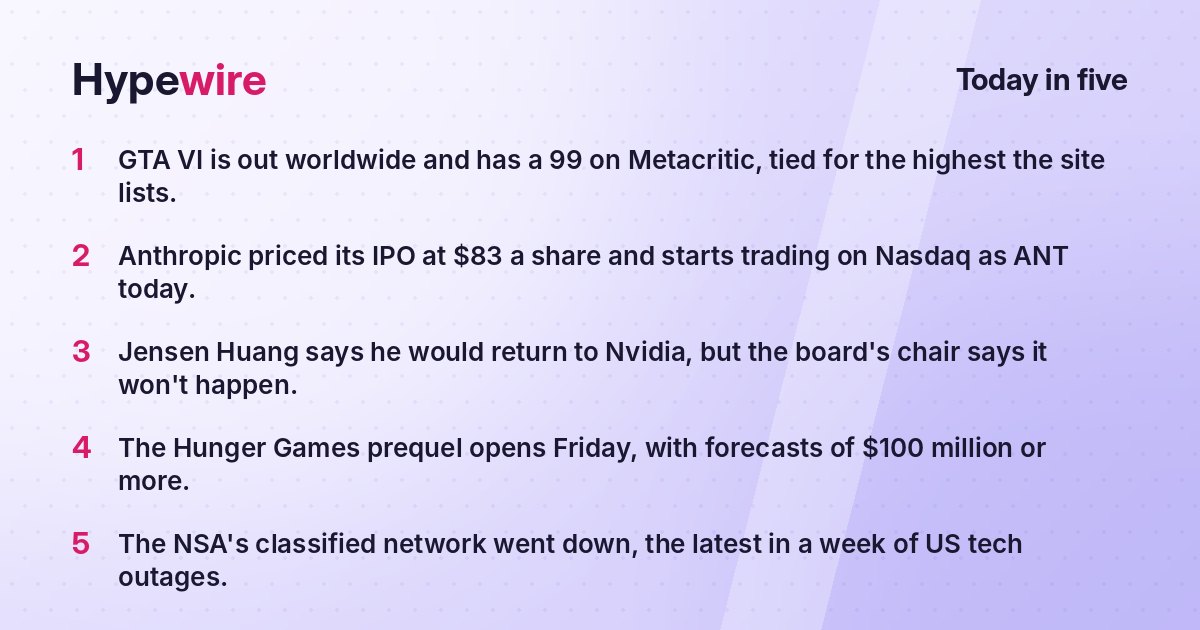 Hypewire
Today in five
1 GTA VI is out worldwide and has a 99 on Metacritic, tied for the highest the site
lists.
2 Anthropic priced its IPO at $83 a share and starts trading on Nasdaq as ANT
today.
3 Jensen Huang says he would return to Nvidia, but the board's chair says it
won't happen.
4 The Hunger Games prequel opens Friday, with forecasts of $100 million or
more.
5 The NSA's classified network went down, the latest in a week of US tech
outages.